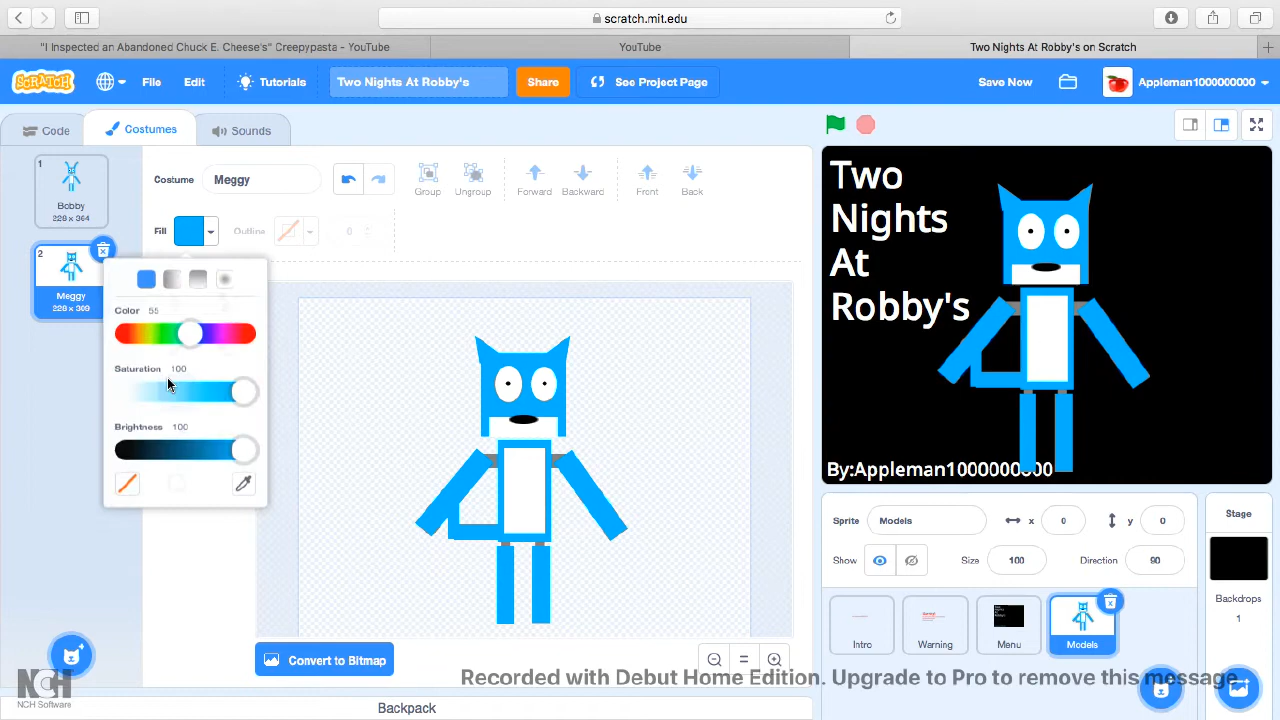 scratch.mit.edu
"I Inspected an Abandoned Chuck E. Cheese's" Creepypasta - YouTube
YouTube
Two Nights At Robby's on Scratch
SCRATCH
File
Edit
Tutorials
Two Nights At Robby's
Share
See Project Page
Save Now
Appleman1000000000
Code
Costumes
Sounds
1
Bobby
228 x 364
2
Meggy
228 x 309
Costume
Meggy
Group
Ungroup
Forward
Backward
Front
Back
Fill
Outline
0
Color 55
Saturation 100
Brightness 100
Convert to Bitmap
Backpack
Two
Nights
At
Robby's
By:Appleman1000000000
Sprite
Models
x
0
y
0
Show
Size
100
Direction
90
Stage
Backdrops
1
Intro
Warning
Menu
Models
Recorded with Debut Home Edition. Upgrade to Pro to remove this message.
NCH
NCH Software